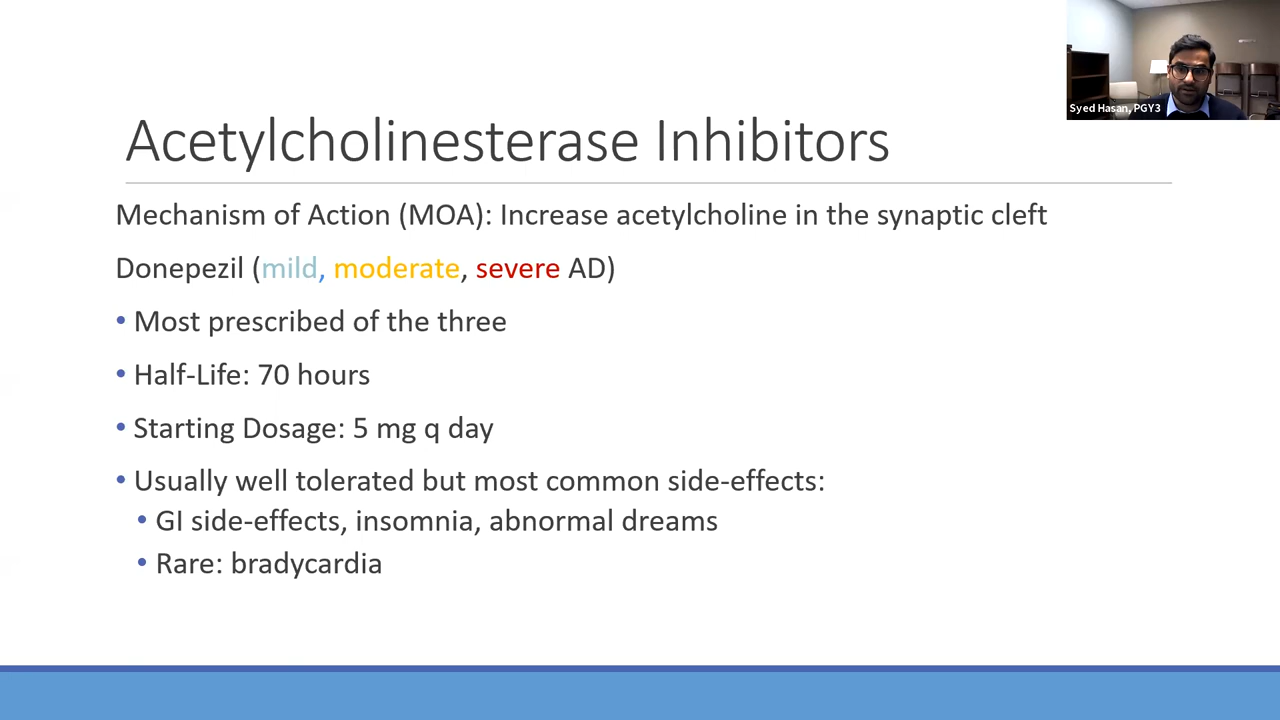 Syed Hasan, PGY3
Acetylcholinesterase Inhibitors
Mechanism of Action (MOA): Increase acetylcholine in the synaptic cleft
Donepezil (mild, moderate, severe AD)
• Most prescribed of the three
• Half-Life: 70 hours
• Starting Dosage: 5 mg q day
• Usually well tolerated but most common side-effects:
• GI side-effects, insomnia, abnormal dreams
• Rare: bradycardia